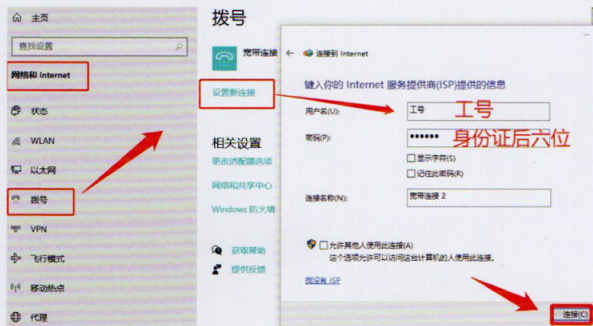 主页
查找设置
网络和 Internet
状态
WLAN
以太网
拨号
VPN
飞行模式
移动热点
代理
拨号
宽带连接
设置新连接
相关设置
更改适配器选项
网络和共享中心
Windows 防火墙
获取帮助
提供反馈
连接到 Internet
键入你的 Internet 服务提供商(ISP)提供的信息
用户名(U): 工号 工号
密码(P): •••••• 身份证后六位
显示字符(S)
记住此密码(R)
连接名称(N): 宽带连接 2
允许其他人使用此连接(A)
这个选项允许可以访问这台计算机的人使用此连接。
我没有 ISP
连接(C)